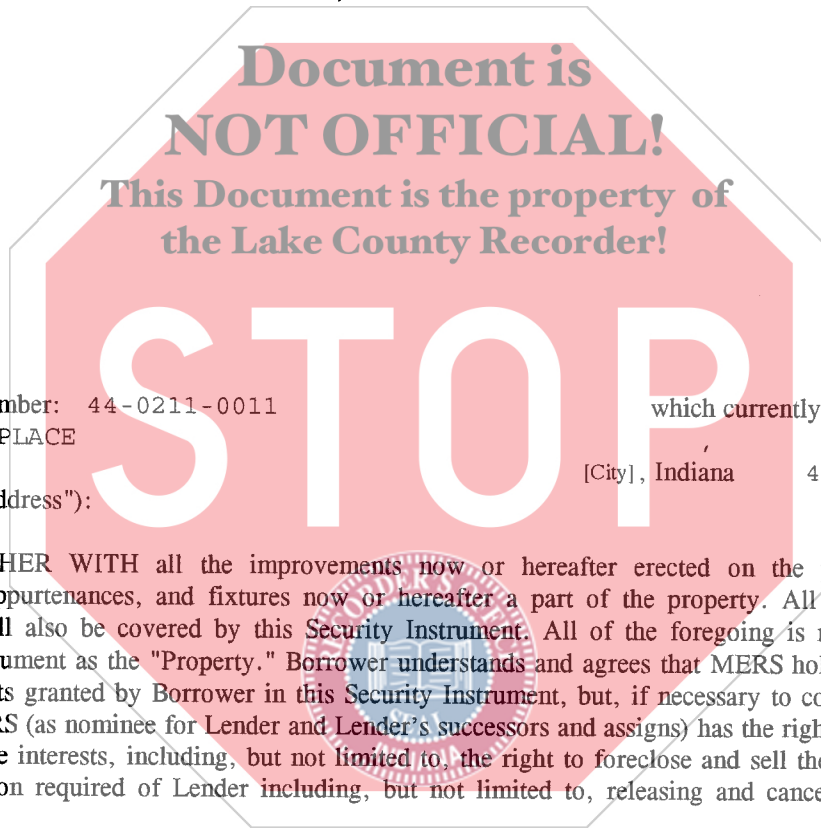 Document is
NOT OFFICIAL!
This Document is the property of
the Lake County Recorder!
STOP
mber: 44-0211-0011 which currently
PLACE
[City], Indiana 4
ddress"):
HER WITH all the improvements now or hereafter erected on the
ppurtenances, and fixtures now or hereafter a part of the property. All
ll also be covered by this Security Instrument. All of the foregoing is r
ument as the "Property." Borrower understands and agrees that MERS hol
ts granted by Borrower in this Security Instrument, but, if necessary to co
RS (as nominee for Lender and Lender's successors and assigns) has the righ
e interests, including, but not limited to, the right to foreclose and sell the
on required of Lender including, but not limited to, releasing and cance
SEAL
INDIANA